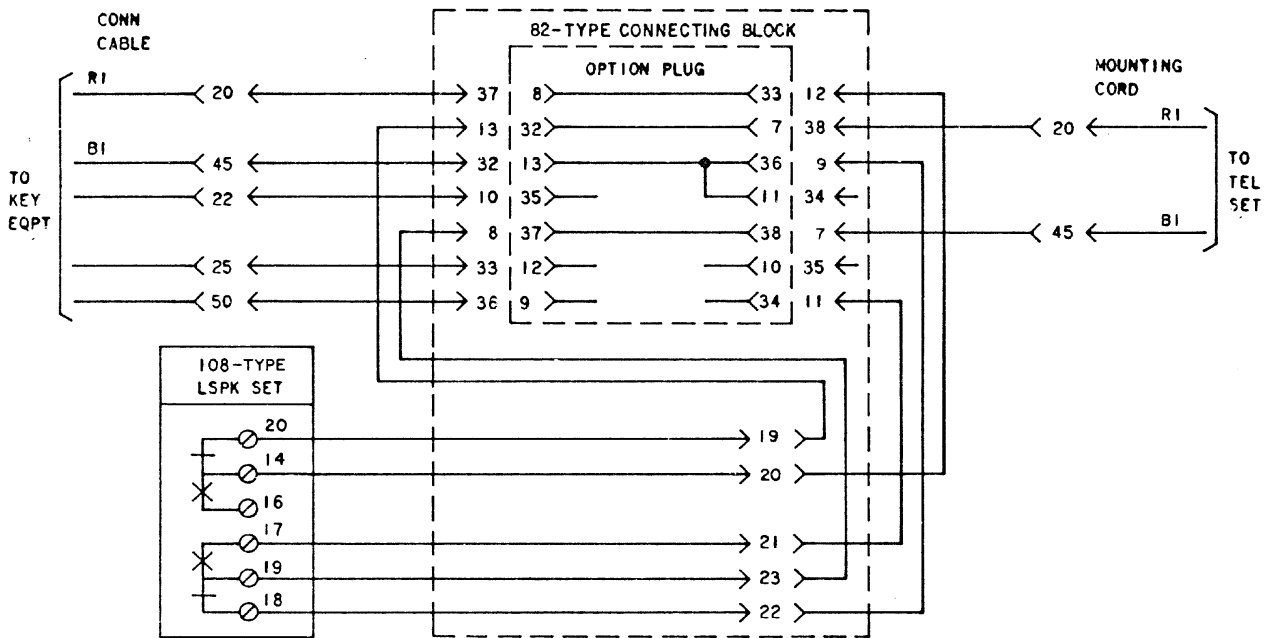 CONN
CABLE
82-TYPE CONNECTING BLOCK
OPTION PLUG
MOUNTING
CORD
R1
20 37 8 33 12
13 32 7 38 20 R1
B1
45 32 13 36 9
22 10 35 11 34
8 37 38 7 45 B1
25 33 12 10 35
50 36 9 34 11
TO
KEY
EQPT
TO
TEL
SET
108-TYPE
LSPK SET
20 19
14 20
16
17 21
19 23
18 22